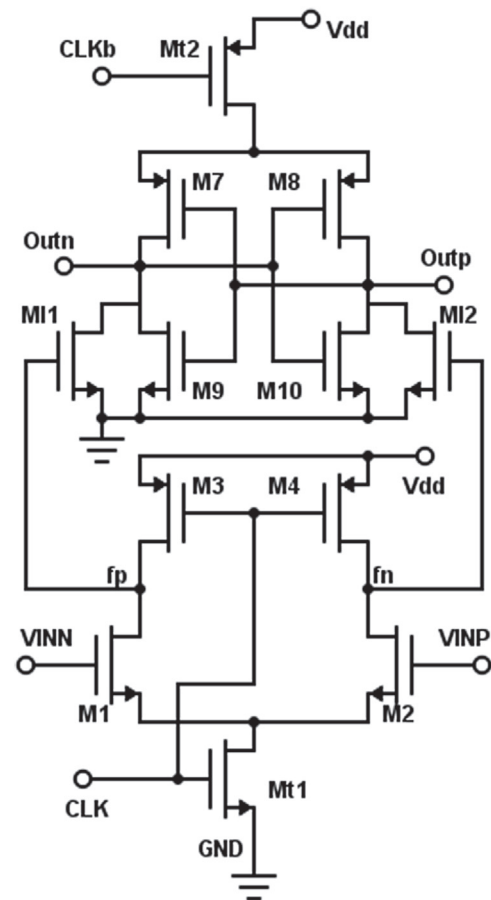 Vdd
CLKb
Mt2
M7
M8
Outn
Outp
MI1
MI2
M9
M10
M3
M4
Vdd
fp
fn
VINN
VINP
M1
M2
CLK
Mt1
GND